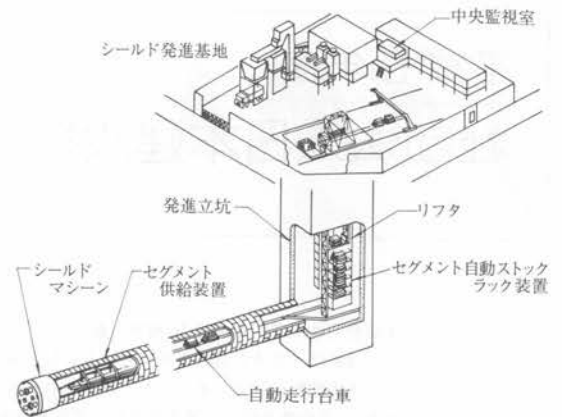 中央監視室
シールド発進基地
発進立坑
リフタ
シールド
マシーン
セグメント
供給装置
セグメント自動ストック
ラック装置
自動走行台車